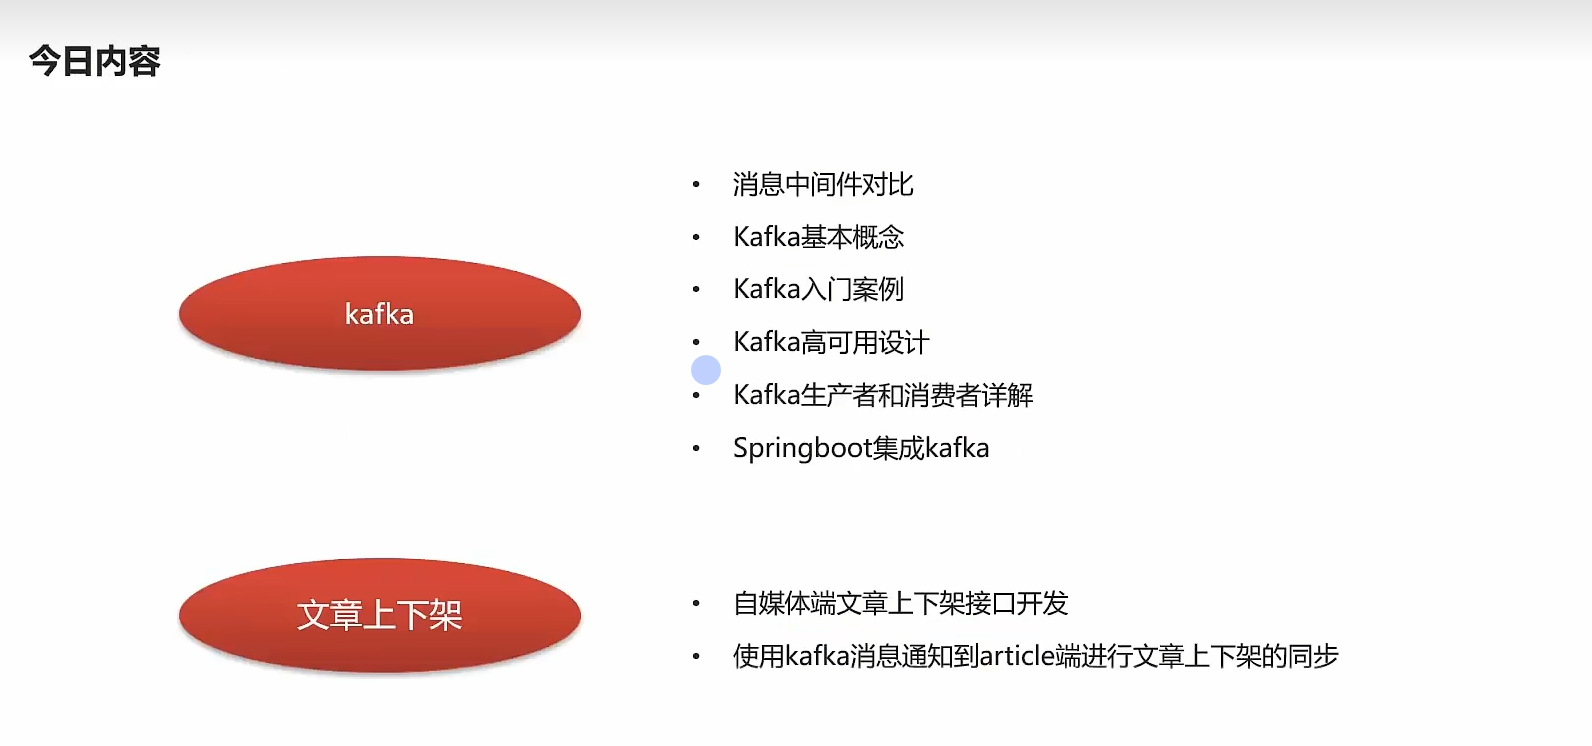 今日内容
kafka
• 消息中间件对比
• Kafka基本概念
• Kafka入门案例
• Kafka高可用设计
• Kafka生产者和消费者详解
• Springboot集成kafka
文章上下架
• 自媒体端文章上下架接口开发
• 使用kafka消息通知到article端进行文章上下架的同步